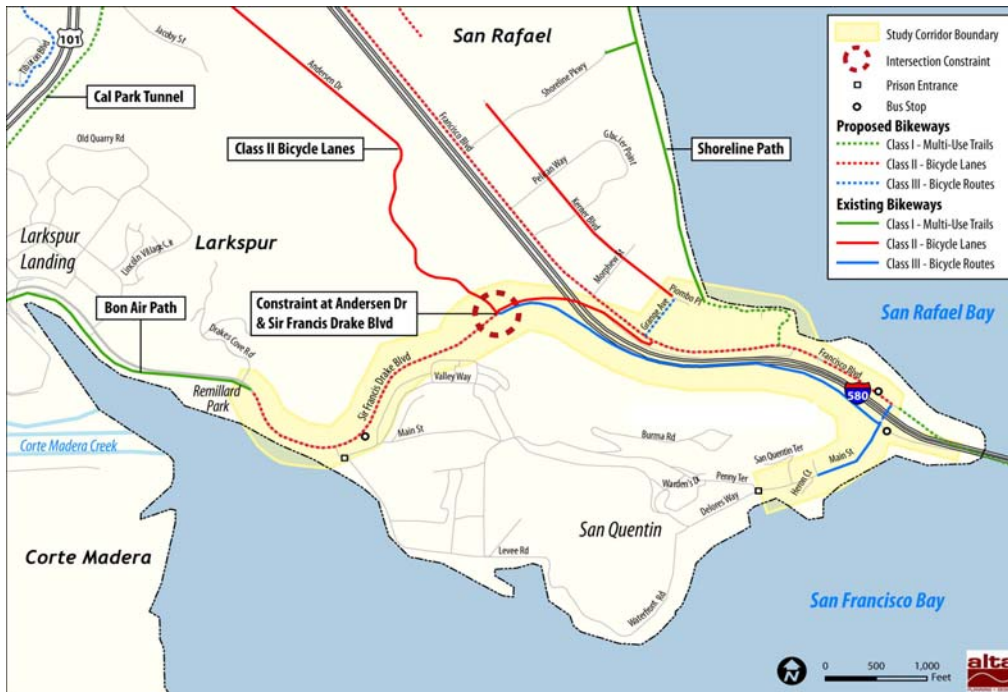 101
Tiburon Blvd
Jacoby St
San Rafael
Andersen Dr
Cal Park Tunnel
Shoreline Pkwy
Francisco Blvd
Old Quarry Rd
Class II Bicycle Lanes
Shoreline Path
Glacier Point
Pelican Way
Kerner Blvd
Larkspur
Landing
Lincoln Village Cir
Larkspur
Morphew St
Bon Air Path
Constraint at Andersen Dr
& Sir Francis Drake Blvd
Piombo Pl
Grange Ave
San Rafael Bay
Drakes Cove Rd
Remillard
Park
Sir Francis Drake Blvd
Valley Way
Francisco Blvd
580
Corte Madera Creek
Main St
Burma Rd
San Quentin Ter
Main St
Warden's Dr
Penny Ter
Heron Ct
Delores Way
San Quentin
Corte Madera
Levee Rd
Waterfront Rd
San Francisco Bay
Study Corridor Boundary
Intersection Constraint
Prison Entrance
Bus Stop
Proposed Bikeways
Class I - Multi-Use Trails
Class II - Bicycle Lanes
Class III - Bicycle Routes
Existing Bikeways
Class I - Multi-Use Trails
Class II - Bicycle Lanes
Class III - Bicycle Routes
N
0 500 1,000
Feet
alta